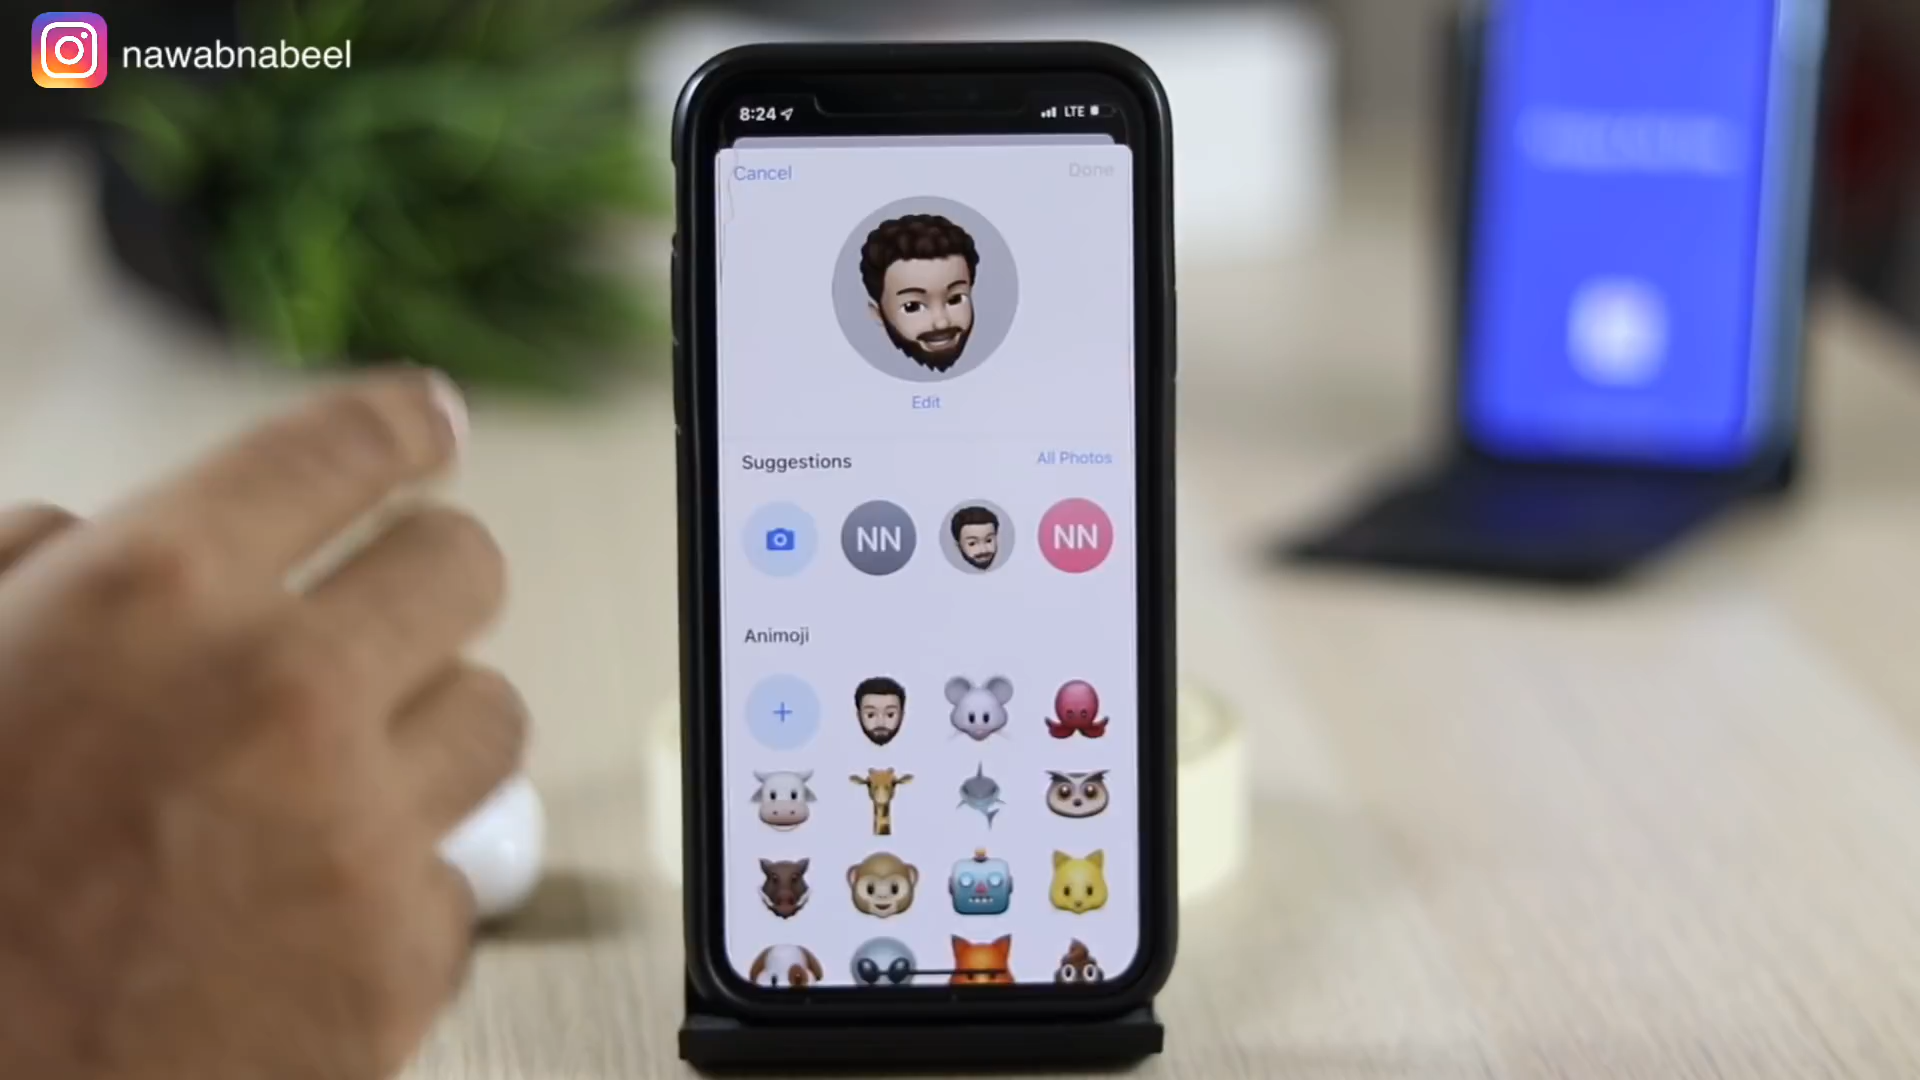 nawabnabeel
8:24
LTE
Cancel
Done
Edit
Suggestions
All Photos
NN
NN
Animoji